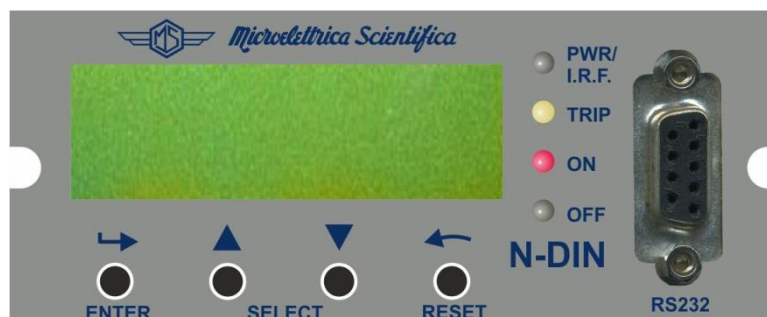 MS
Microelettrica Scientifica
PWR/
I.R.F.
TRIP
ON
OFF
N-DIN
ENTER
SELECT
RESET
RS232